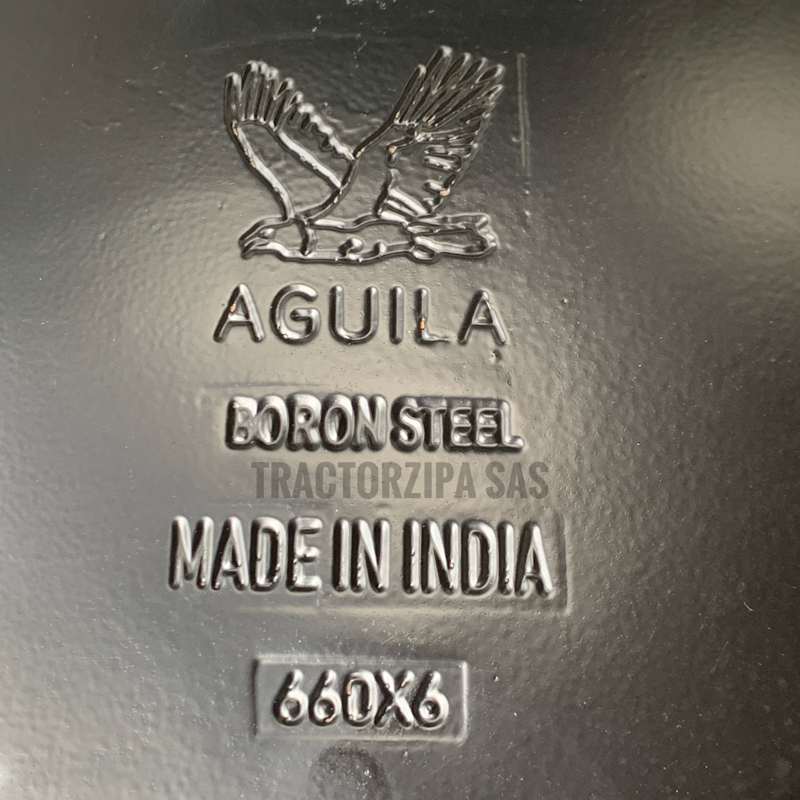 AGUILA
BORON STEEL
TRACTORZIPA SAS
MADE IN INDIA
660X6